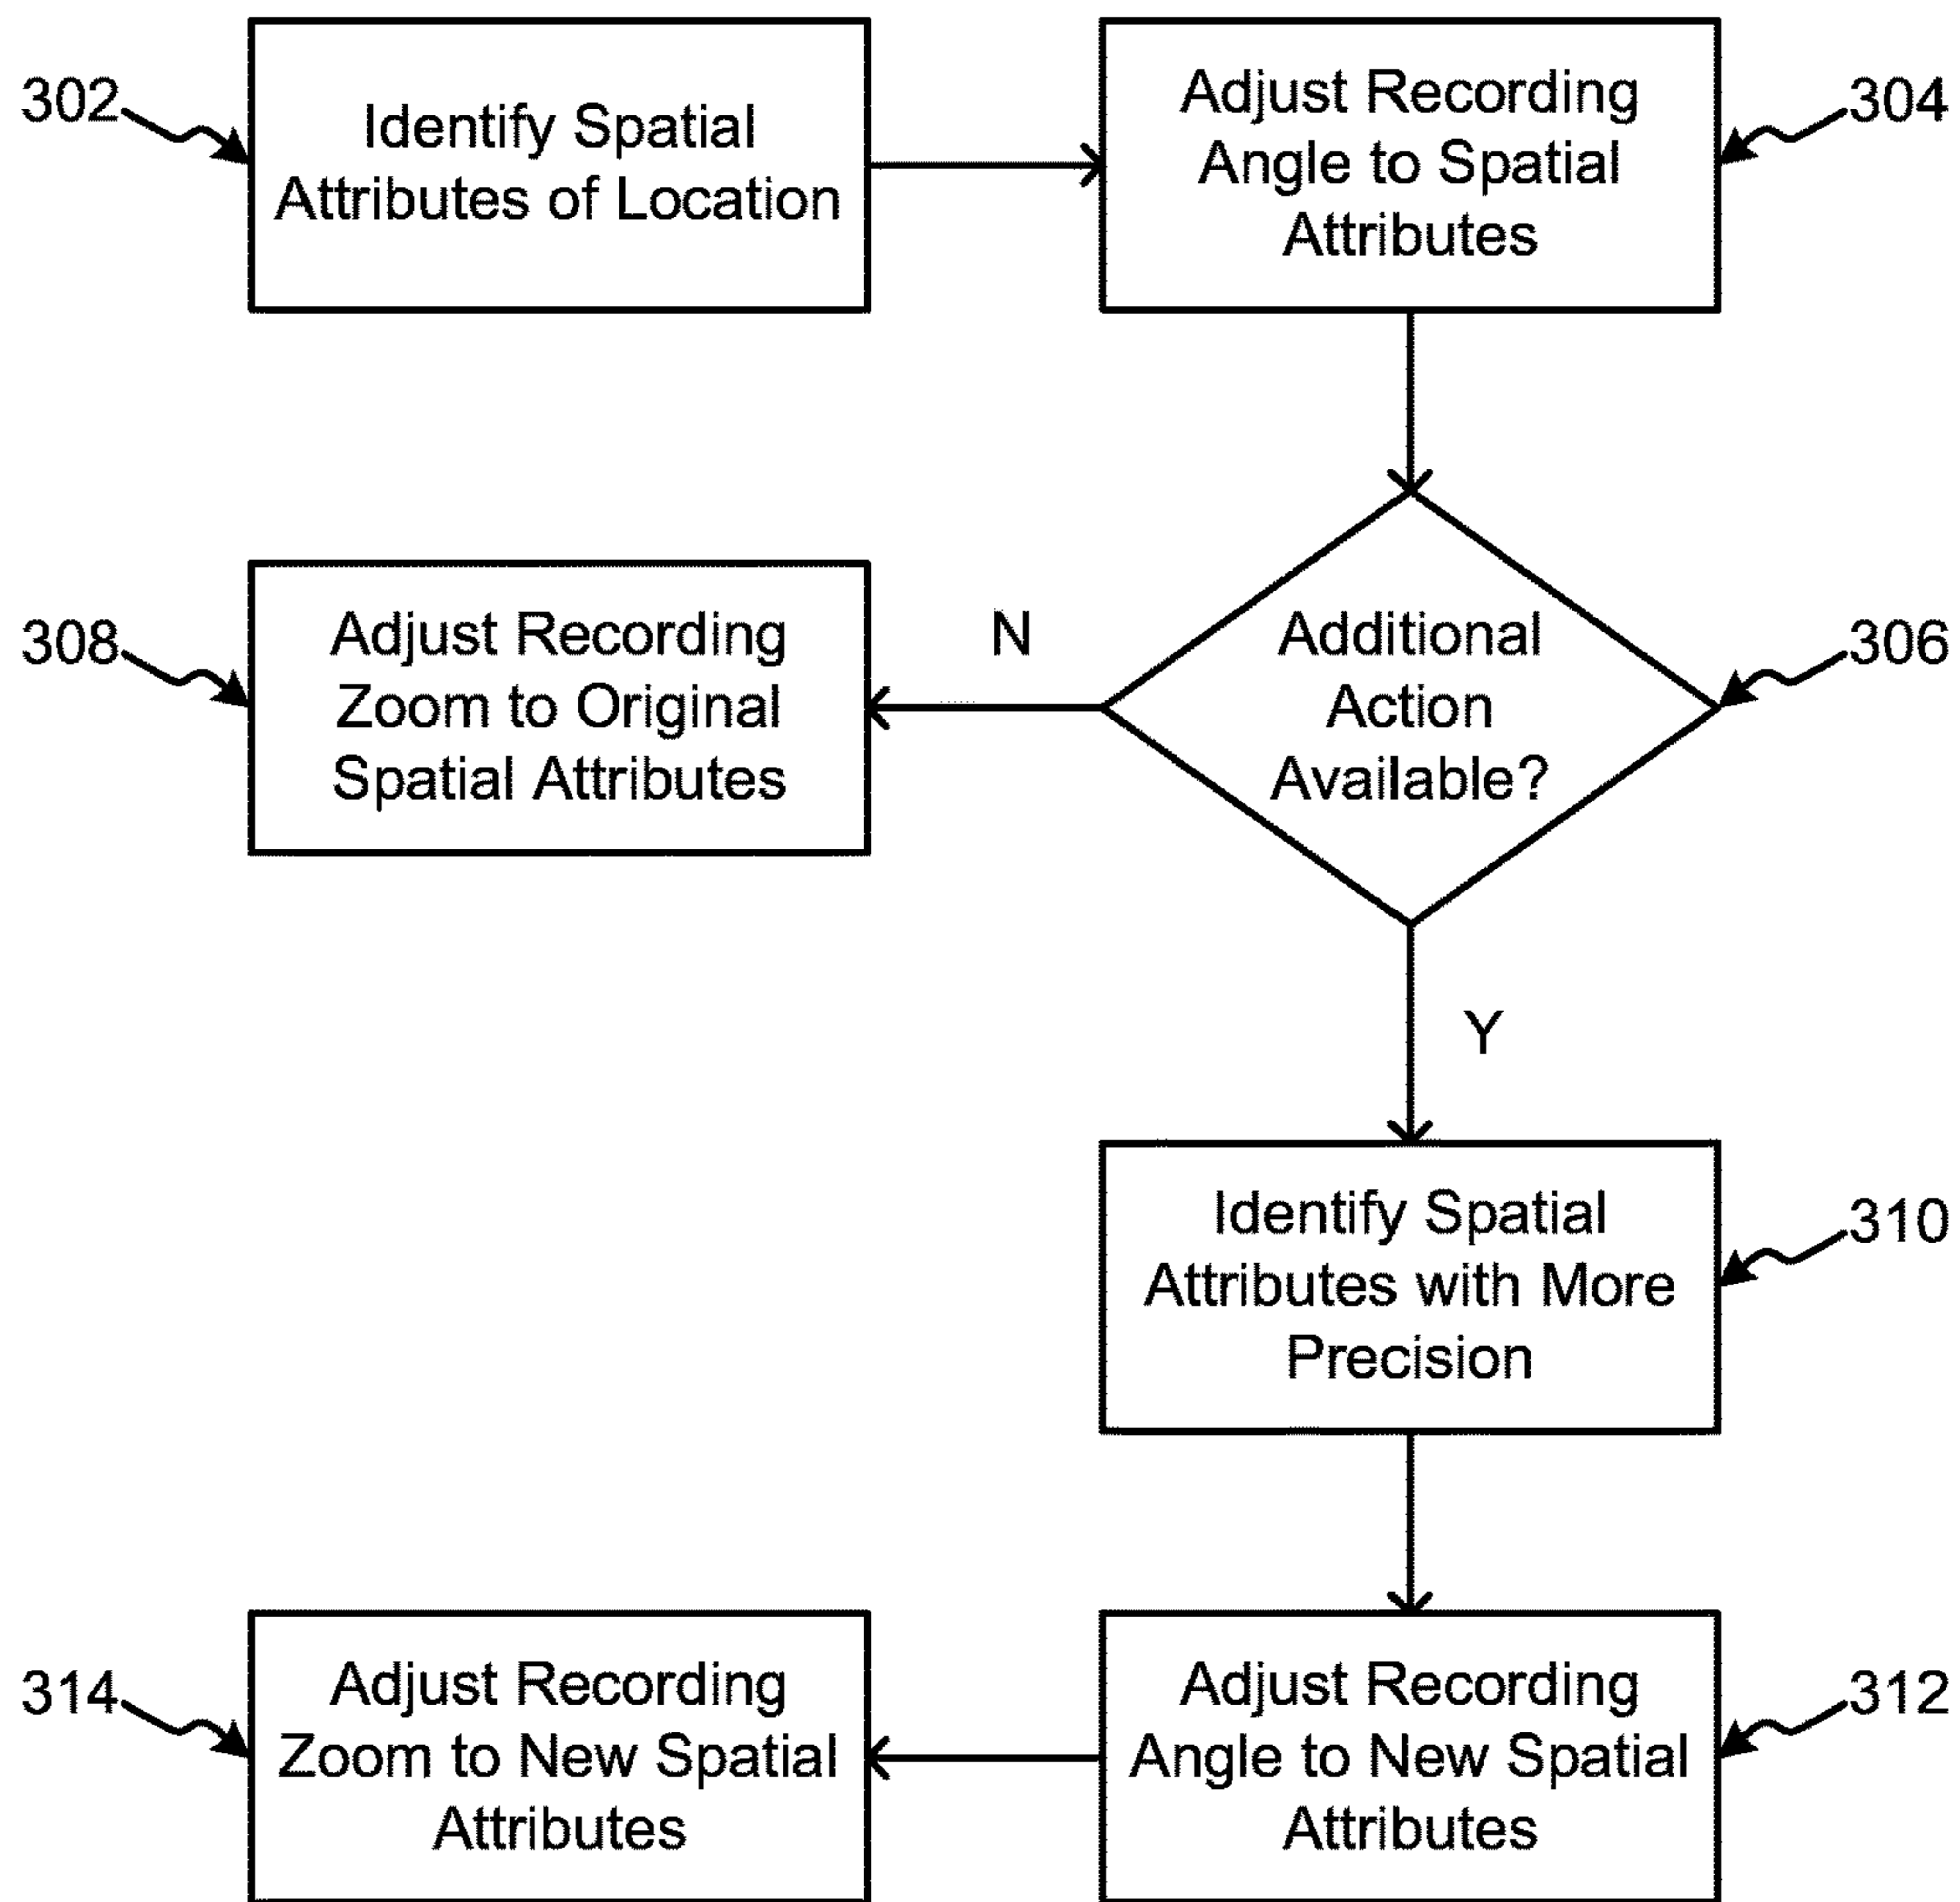 302
Identify Spatial
Attributes of Location
Adjust Recording
Angle to Spatial
Attributes
304
308
Adjust Recording
Zoom to Original
Spatial Attributes
N
Additional
Action
Available?
306
Y
Identify Spatial
Attributes with More
Precision
310
314
Adjust Recording
Zoom to New Spatial
Attributes
Adjust Recording
Angle to New Spatial
Attributes
312